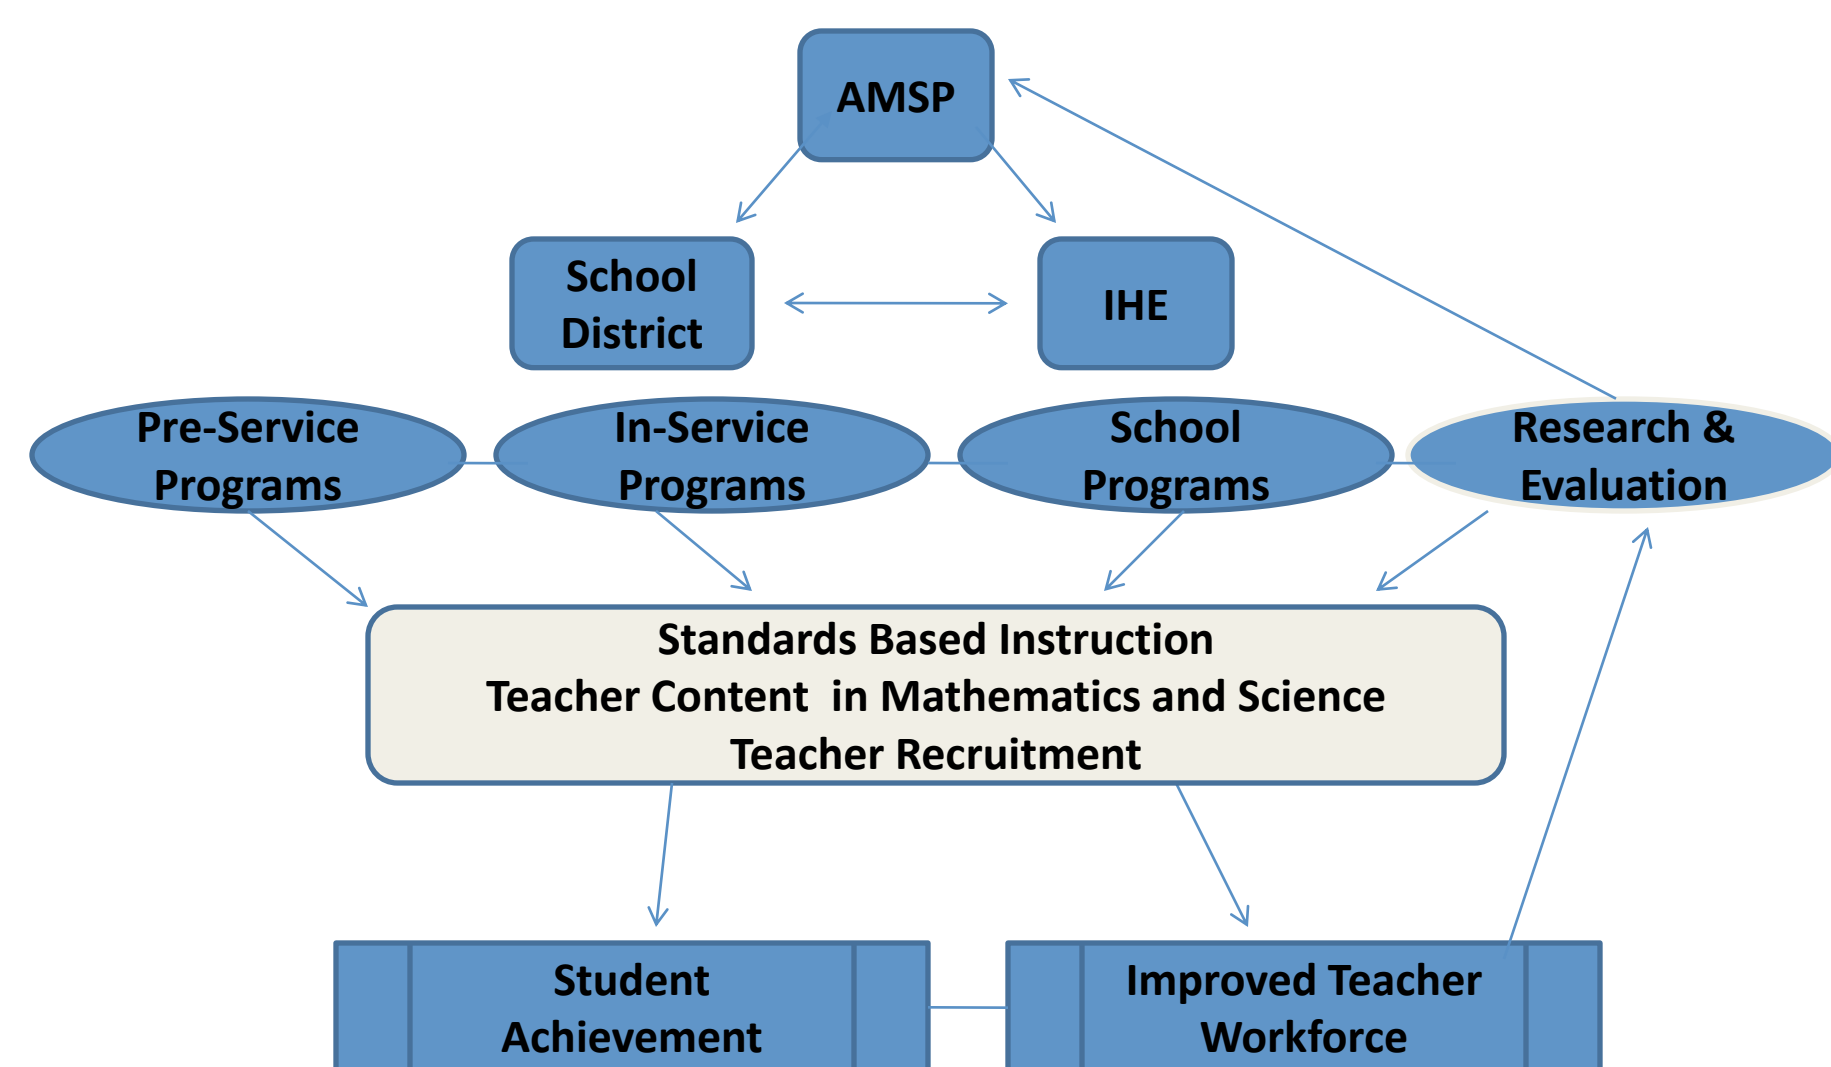 AMSP
School
District
IHE
Pre-Service
Programs
In-Service
Programs
School
Programs
Research &
Evaluation
Standards Based Instruction
Teacher Content  in Mathematics and Science
Teacher Recruitment
Student
Achievement
Improved Teacher
Workforce